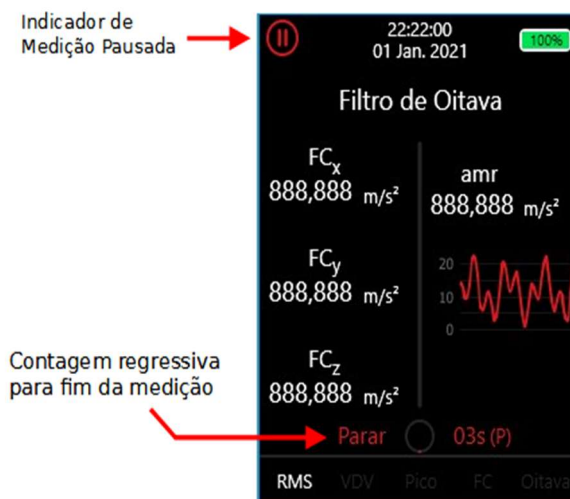 Indicador de
Medição Pausada
22:22:00
01 Jan. 2021
100%
Filtro de Oitava
FCx
888,888 m/s²
amr
888,888 m/s²
FCy
888,888 m/s²
20
10
0
Contagem regressiva
para fim da medição
FCz
888,888 m/s²
Parar 03s (P)
RMS VDV Pico FC Oitava